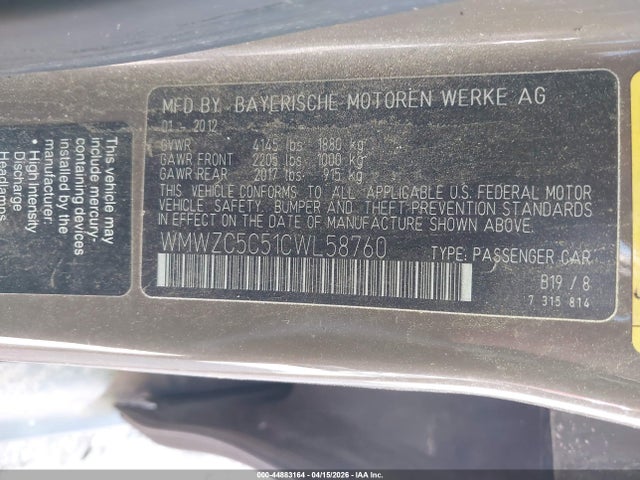 MFD BY: BAYERISCHE MOTOREN WERKE AG
01 - 2012
GVWR 4145 lbs: 1880 kg
GAWR FRONT 2205 lbs: 1000 kg
GAWR REAR 2017 lbs: 915 kg
THIS VEHICLE CONFORMS TO ALL APPLICABLE U.S. FEDERAL MOTOR
VEHICLE SAFETY, BUMPER AND THEFT-PREVENTION STANDARDS
IN EFFECT ON THE DATE OF MANUFACTURE SHOWN ABOVE.
WMWZC5C51CWL58760 TYPE: PASSENGER CAR
B19 / 8
7 315 814
This vehicle may
include mercury-
containing devices
installed by the
manufacturer:
• High Intensity
Discharge
Headlamps
000-44883164 - 04/15/2026 - IAA Inc.